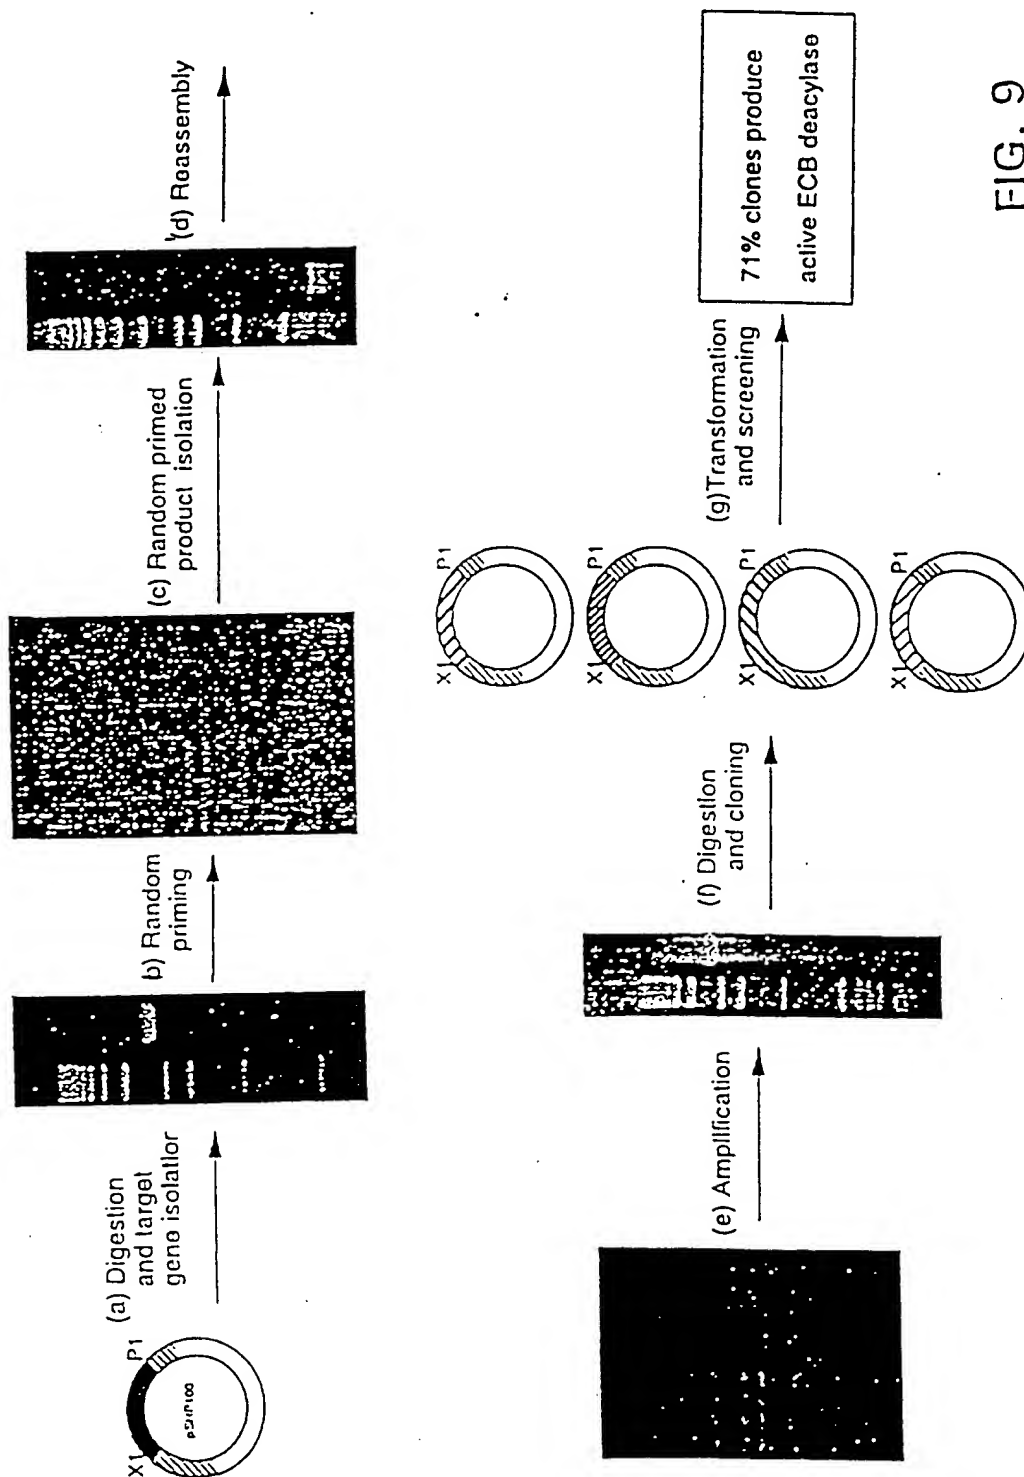 X1
P1
(a) Digestion
and target
gene isolation
b) Random
priming
(c) Random primed
product isolation
(d) Reassembly
(e) Amplification
(f) Digestion
and cloning
X1
P1
X1
P1
X1
P1
X1
P1
(g) Transformation
and screening
71% clones produce
active ECB deacylase
FIG. 9